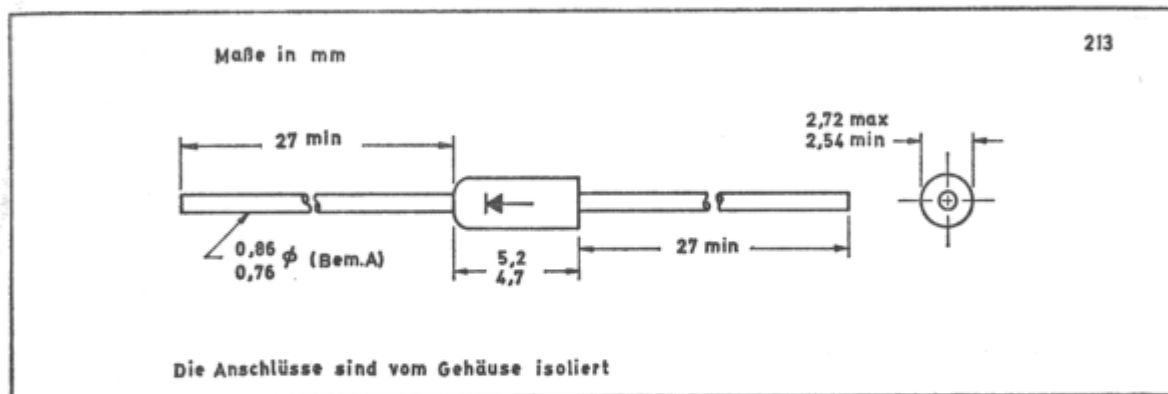 Maße in mm
213
27 min
2,72 max
2,54 min
0,86
0,76 ϕ (Bem.A)
5,2
4,7
27 min
Die Anschlüsse sind vom Gehäuse isoliert